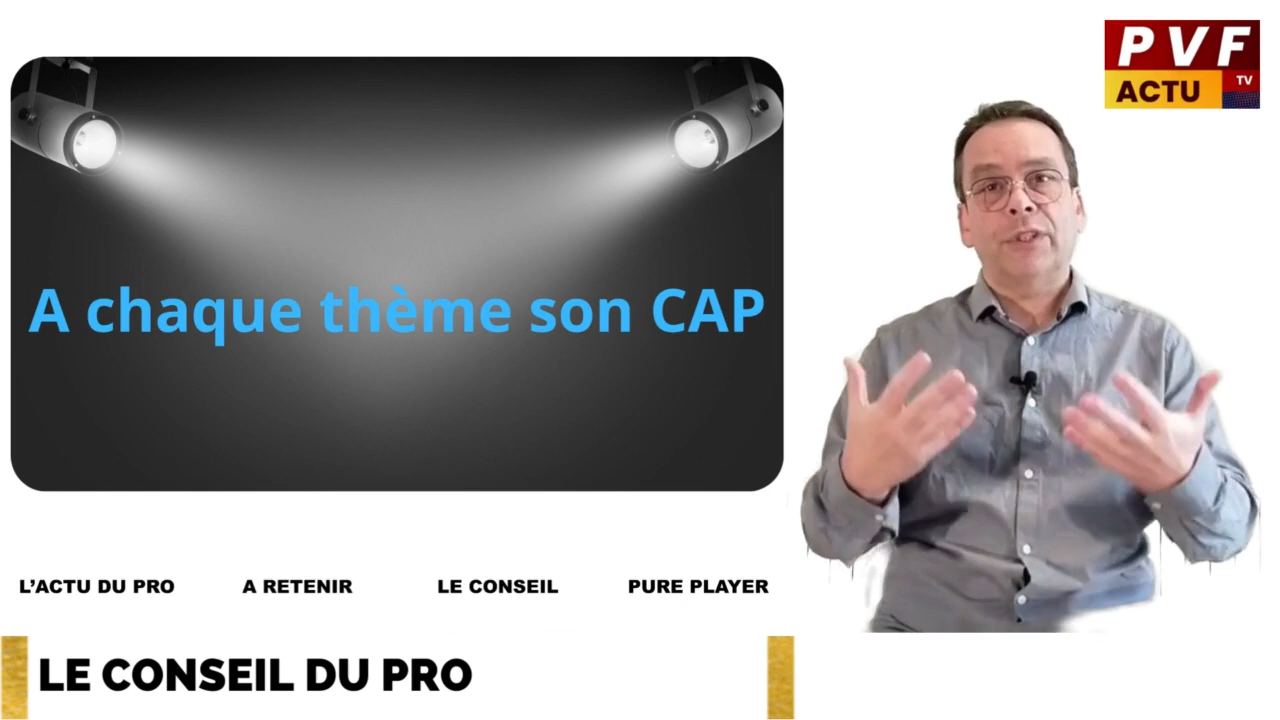 PVF
ACTU
TV
A chaque thème son CAP
L’ACTU DU PRO
A RETENIR
LE CONSEIL
PURE PLAYER
LE CONSEIL DU PRO